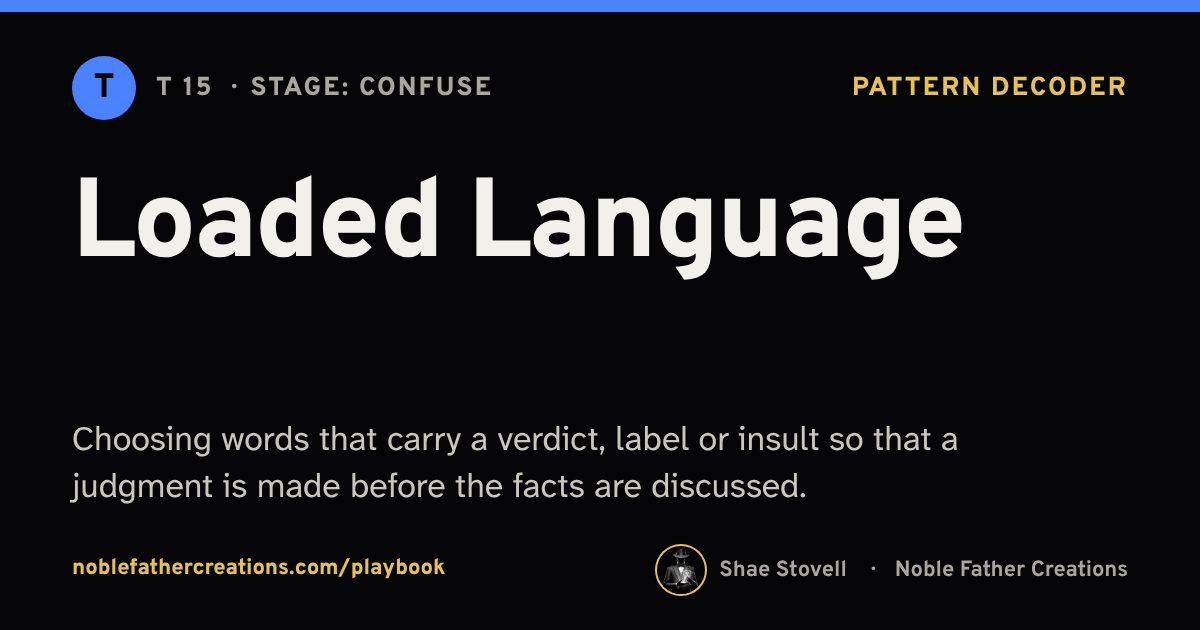 T
T 15 · STAGE: CONFUSE
PATTERN DECODER
Loaded Language
Choosing words that carry a verdict, label or insult so that a
judgment is made before the facts are discussed.
noblefathercreations.com/playbook
Shae Stovell · Noble Father Creations